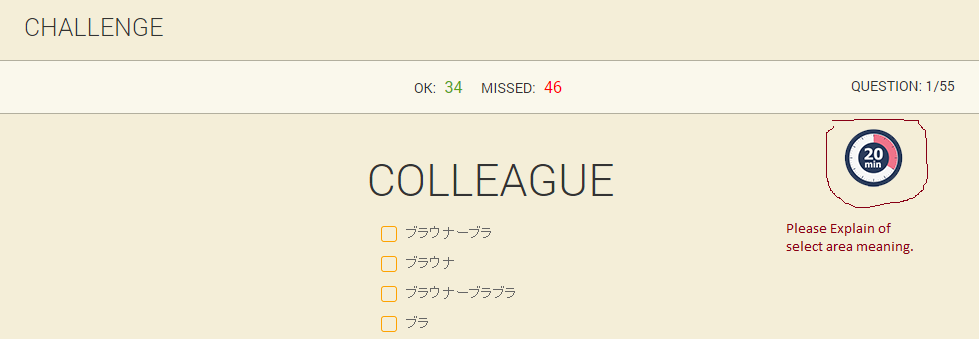 CHALLENGE
OK: 34 MISSED: 46 QUESTION: 1/55
20
min
COLLEAGUE
ブラウナーブラ
ブラウナ
ブラウナーブラブラ
ブラ
Please Explain of
select area meaning.